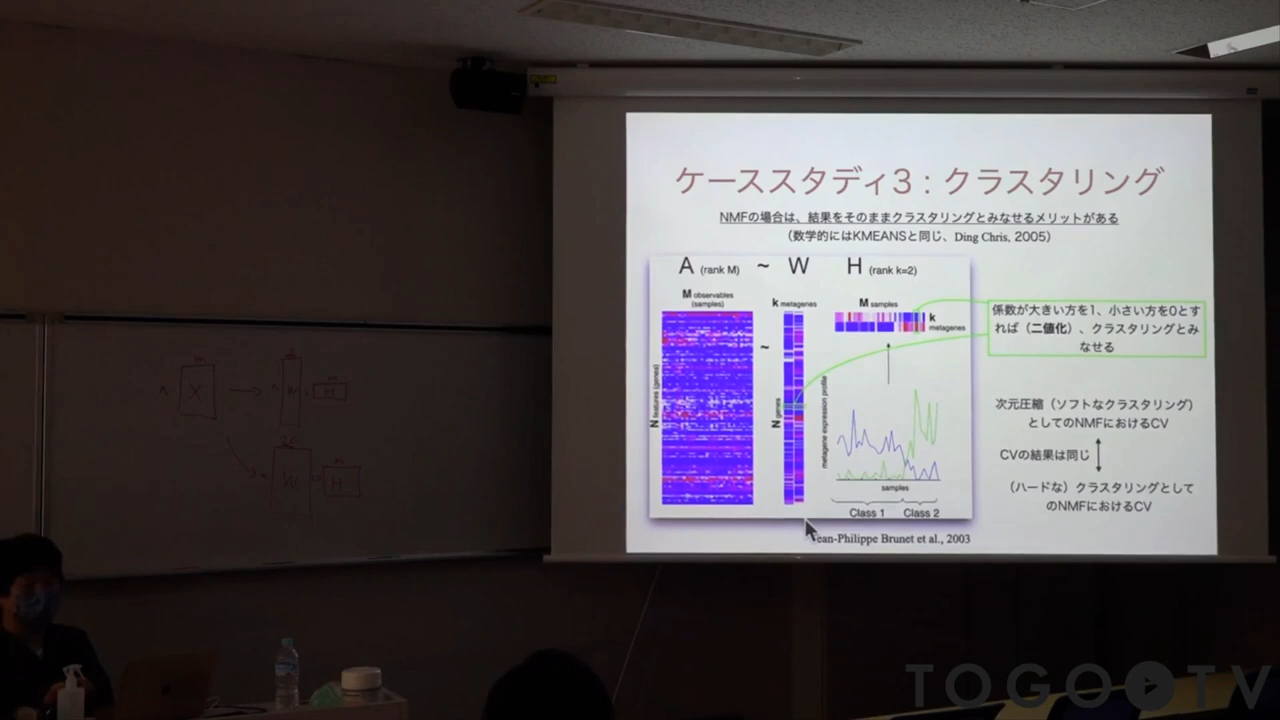 ケーススタディ3：クラスタリング
NMFの場合は、結果をそのままクラスタリングとみなせるメリットがある
（数学的にはKMEANSと同じ、Ding Chris, 2005）
A (rank M) ~ W H (rank k=2)
M observables
(samples)
k metagenes
M samples
k
metagenes
~
N features (genes)
N genes
metagene expression profile
samples
Class 1
Class 2
ean-Philippe Brunet et al., 2003
係数が大きい方を1、小さい方を0とす
れば（二値化）、クラスタリングとみ
なせる
次元圧縮（ソフトなクラスタリング）
としてのNMFにおけるCV
CVの結果は同じ
（ハードな）クラスタリングとして
のNMFにおけるCV
X
W
H
W
H
TOGO TV